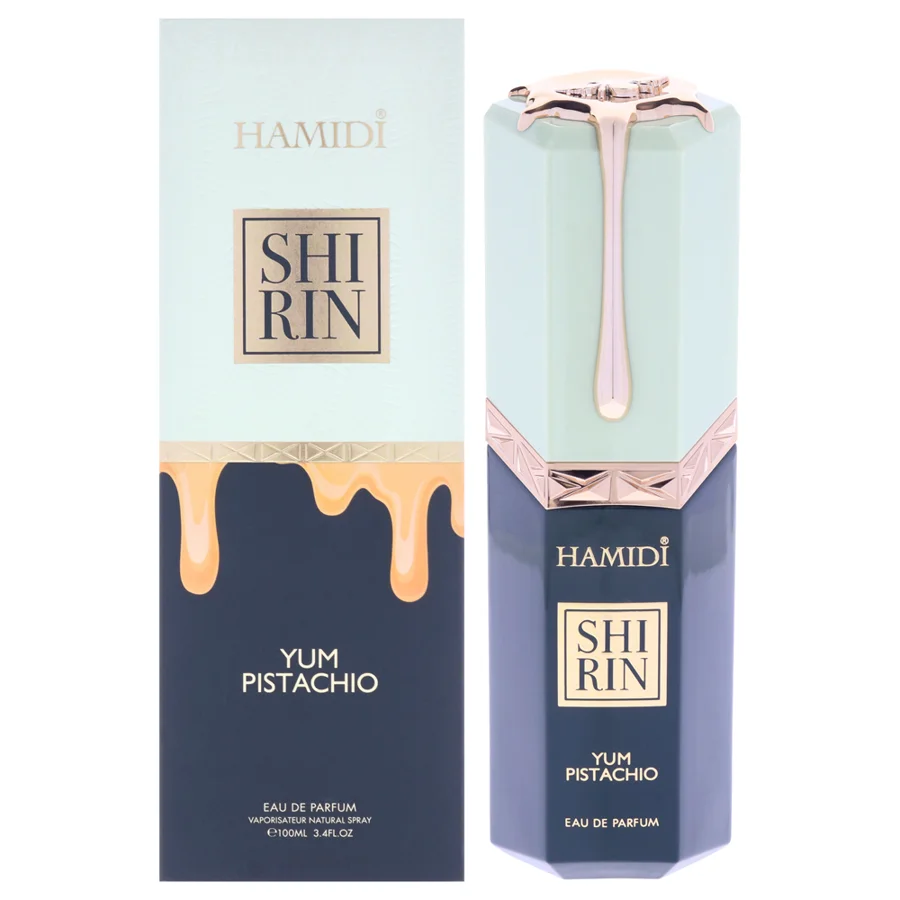 HAMIDİ®
SHI
RIN
YUM
PISTACHIO
EAU DE PARFUM
VAPORISATEUR NATURAL SPRAY
℮100ML 3.4FL.OZ
HAMIDİ®
SHI
RIN
YUM
PISTACHIO
EAU DE PARFUM